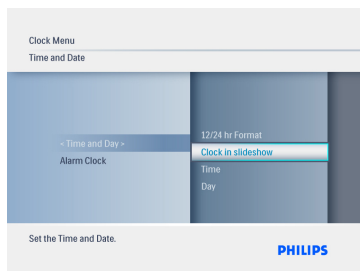 Clock Menu
Time and Date
« Time and Day »
Alarm Clock
12/24 hr Format
Clock in slideshow
Time
Day
Set the Time and Date.
PHILIPS